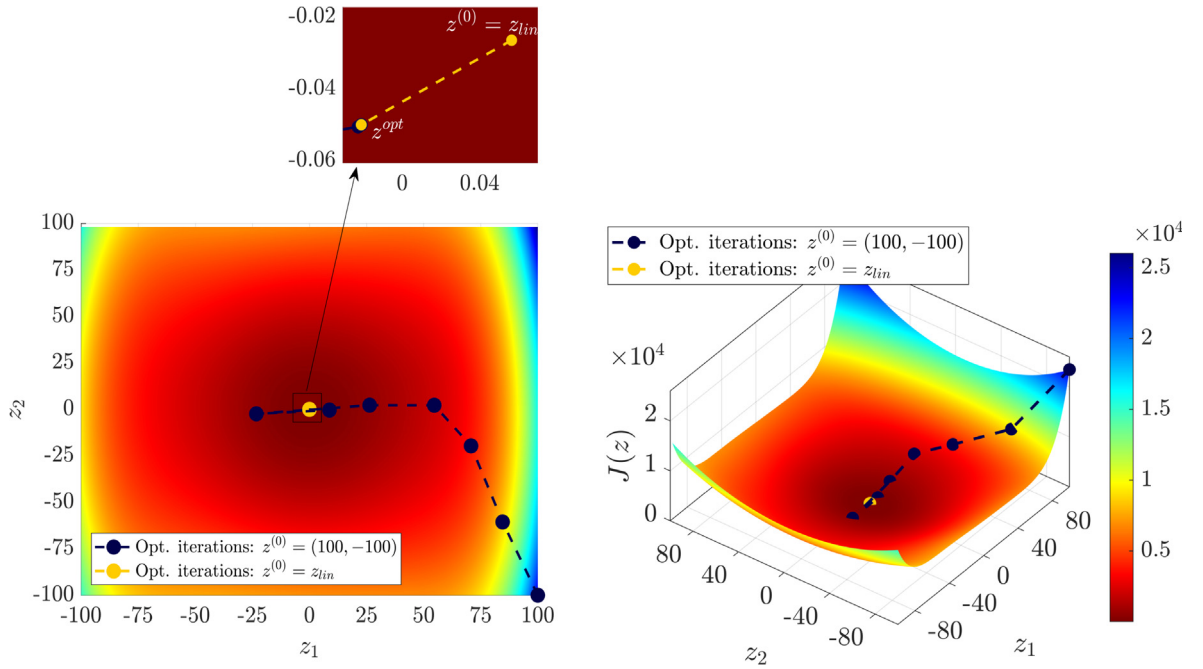 -0.02
-0.04
-0.06
0 0.04
z^{(0)} = z_{lin}
z^{opt}
100
75
50
25
0
-25
-50
-75
-100
z_2
Opt. iterations: z^{(0)} = (100, −100)
Opt. iterations: z^{(0)} = z_{lin}
-100 -75 -50 -25 0 25 50 75 100
z_1
Opt. iterations: z^{(0)} = (100, −100)
Opt. iterations: z^{(0)} = z_{lin}
×10^4
2
1
0
J(z)
80 40 0 -40 -80
z_2
-80 -40 0 40 80
z_1
×10^4
2.5
2
1.5
1
0.5